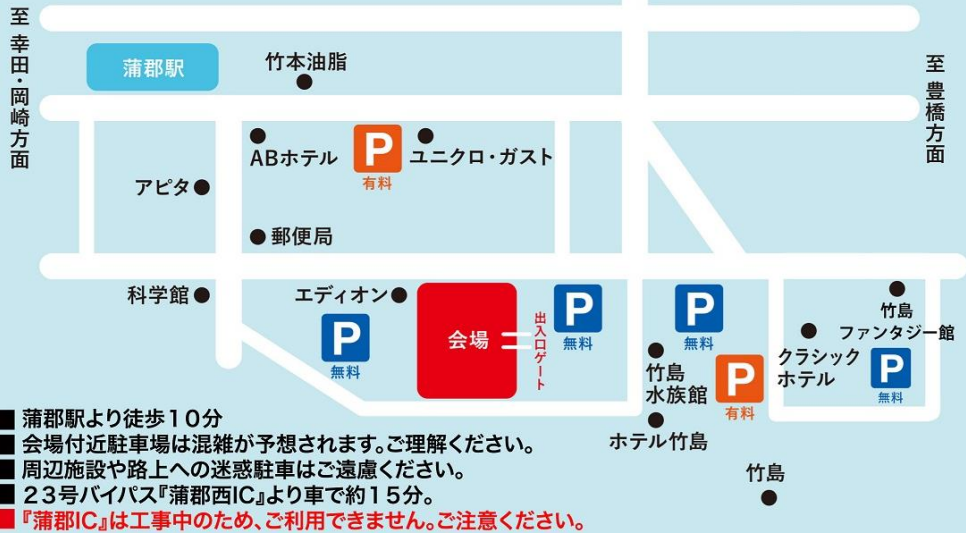 至 幸田・岡崎方面
蒲郡駅
竹本油脂
至 豊橋方面
ABホテル
P
有料
ユニクロ・ガスト
アピタ
郵便局
科学館
エディオン
P
無料
会場
出入口ゲート
P
無料
P
無料
竹島
水族館
ホテル竹島
P
有料
クラシック
ホテル
竹島
ファンタジー館
P
無料
竹島
■ 蒲郡駅より徒歩10分
■ 会場付近駐車場は混雑が予想されます。ご理解ください。
■ 周辺施設や路上への迷惑駐車はご遠慮ください。
■ 23号バイパス『蒲郡西IC』より車で約15分。
■ 『蒲郡IC』は工事中のため、ご利用できません。ご注意ください。